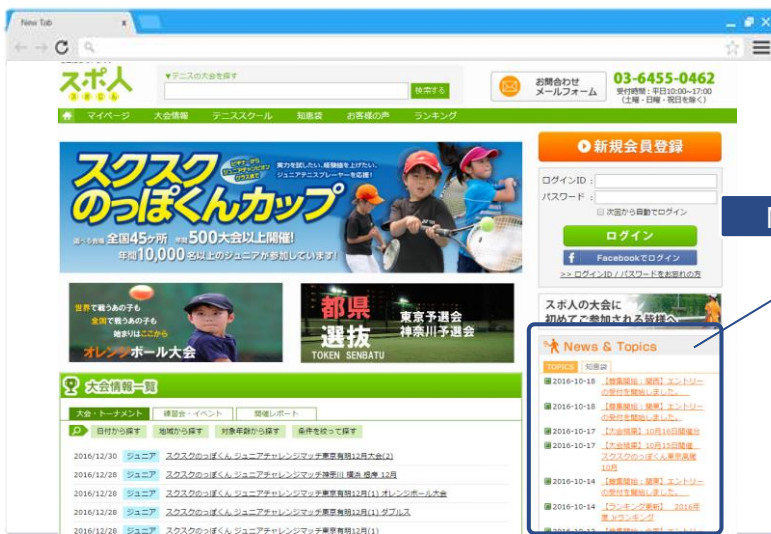 New Tab
スポ人
スポじん
▼テニスの大会を探す
検索する
お問合わせ
メールフォーム
03-6455-0462
受付時間：平日10:00~17:00
(土曜・日曜・祝日を除く)
マイページ 大会情報 テニススクール 知恵袋 お客様の声 ランキング
スクスク
のっぽくんカップ
実力を試したい、経験値を上げたい、
ジュニアテニスプレーヤーを応援!
選べる会場 全国45ヶ所 年間500大会以上開催!
年間10,000名以上のジュニアが参加しています!
新規会員登録
ログインID：
パスワード：
次回から自動でログイン
ログイン
Facebookでログイン
>> ログインID / パスワードをお忘れの方
世界で戦うあの子も
全国で戦うあの子も
始まりはここから
オレンジボール大会
都県
選抜
TOKEN SENBATU
東京予選会
神奈川予選会
スポ人の大会に
初めてご参加される皆様へ
News & Topics
TOPICS 知恵袋
2016-10-18 【募集開始：関西】エントリーの受付を開始しました。
2016-10-18 【募集開始：関東】エントリーの受付を開始しました。
2016-10-17 【大会結果】10月16日開催分
2016-10-17 【大会結果】10月15日開催 スクスクのっぽくん東京高尾10月
2016-10-14 【募集開始：関東】エントリーの受付を開始しました。
2016-10-14 【ランキング更新】 2016年度 Jrランキング
大会情報一覧
大会・トーナメント 練習会・イベント 開催レポート
日付から探す 地域から探す 対象年齢から探す 条件を絞って探す
2016/12/30 ジュニア スクスクのっぽくん ジュニアチャレンジマッチ東京有明12月大会(2)
2016/12/28 ジュニア スクスクのっぽくん ジュニアチャレンジマッチ神奈川 横浜 根岸 12月
2016/12/28 ジュニア スクスクのっぽくん ジュニアチャレンジマッチ東京有明12月(1) オレンジボール大会
2016/12/28 ジュニア スクスクのっぽくん ジュニアチャレンジマッチ東京有明12月(1) ダブルス
2016/12/28 ジュニア スクスクのっぽくん ジュニアチャレンジマッチ東京有明12月(1)